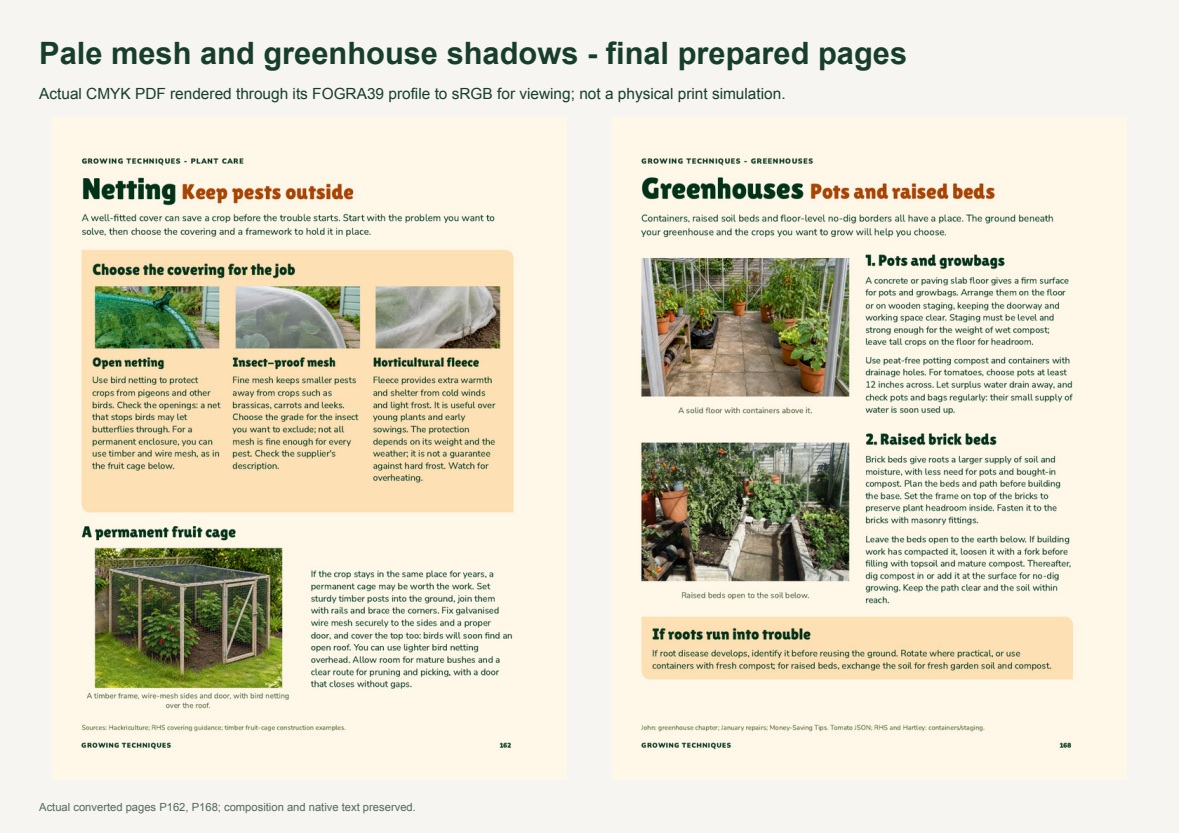 Pale mesh and greenhouse shadows - final prepared pages
Actual CMYK PDF rendered through its FOGRA39 profile to sRGB for viewing; not a physical print simulation.
GROWING TECHNIQUES - PLANT CARE
Netting Keep pests outside
A well-fitted cover can save a crop before the trouble starts. Start with the problem you want to
solve, then choose the covering and a framework to hold it in place.
Choose the covering for the job
Open netting
Use bird netting to protect
crops from pigeons and other
birds. Check the openings: a net
that stops birds may let
butterflies through. For a
permanent enclosure, you can
use timber and wire mesh, as in
the fruit cage below.
Insect-proof mesh
Fine mesh keeps smaller pests
away from crops such as
brassicas, carrots and leeks.
Choose the grade for the insect
you want to exclude; not all
mesh is fine enough for every
pest. Check the supplier's
description.
Horticultural fleece
Fleece provides extra warmth
and shelter from cold winds
and light frost. It is useful over
young plants and early
sowings. The protection
depends on its weight and the
weather; it is not a guarantee
against hard frost. Watch for
overheating.
A permanent fruit cage
If the crop stays in the same place for years, a
permanent cage may be worth the work. Set
sturdy timber posts into the ground, join them
with rails and brace the corners. Fix galvanised
wire mesh securely to the sides and a proper
door, and cover the top too: birds will soon find an
open roof. You can use lighter bird netting
overhead. Allow room for mature bushes and a
clear route for pruning and picking, with a door
that closes without gaps.
A timber frame, wire-mesh sides and door, with bird netting
over the roof.
Sources: Hackriculture; RHS covering guidance; timber fruit-cage construction examples.
GROWING TECHNIQUES
162
GROWING TECHNIQUES - GREENHOUSES
Greenhouses Pots and raised beds
Containers, raised soil beds and floor-level no-dig borders all have a place. The ground beneath
your greenhouse and the crops you want to grow will help you choose.
A solid floor with containers above it.
1. Pots and growbags
A concrete or paving slab floor gives a firm surface
for pots and growbags. Arrange them on the floor
or on wooden staging, keeping the doorway and
working space clear. Staging must be level and
strong enough for the weight of wet compost;
leave tall crops on the floor for headroom.
Use peat-free potting compost and containers with
drainage holes. For tomatoes, choose pots at least
12 inches across. Let surplus water drain away, and
check pots and bags regularly: their small supply of
water is soon used up.
Raised beds open to the soil below.
2. Raised brick beds
Brick beds give roots a larger supply of soil and
moisture, with less need for pots and bought-in
compost. Plan the beds and path before building
the base. Set the frame on top of the bricks to
preserve plant headroom inside. Fasten it to the
bricks with masonry fittings.
Leave the beds open to the earth below. If building
work has compacted it, loosen it with a fork before
filling with topsoil and mature compost. Thereafter,
dig compost in or add it at the surface for no-dig
growing. Keep the path clear and the soil within
reach.
If roots run into trouble
If root disease develops, identify it before reusing the ground. Rotate where practical, or use
containers with fresh compost; for raised beds, exchange the soil for fresh garden soil and compost.
John: greenhouse chapter; January repairs; Money-Saving Tips. Tomato JSON; RHS and Hartley: containers/staging.
GROWING TECHNIQUES
168
Actual converted pages P162, P168; composition and native text preserved.